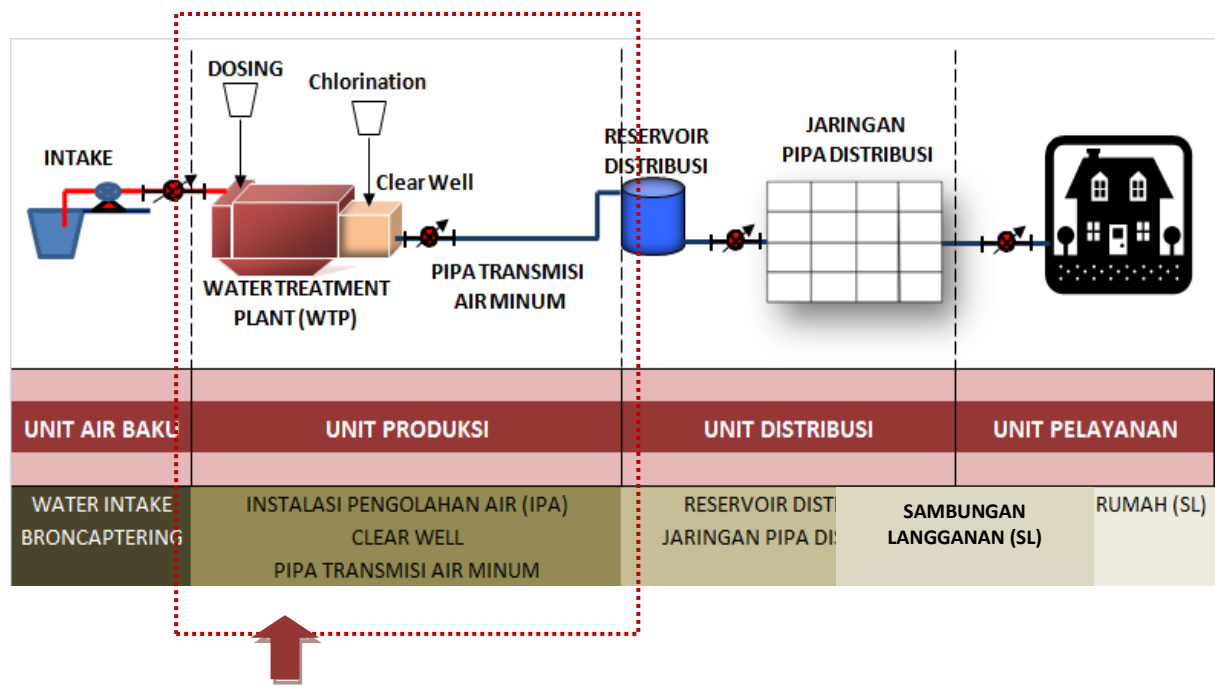 DOSING
Chlorination
INTAKE
Clear Well
WATER TREATMENT
PLANT (WTP)
PIPA TRANSMISI
AIR MINUM
RESERVOIR
DISTRIBUSI
JARINGAN
PIPA DISTRIBUSI
UNIT AIR BAKU
UNIT PRODUKSI
UNIT DISTRIBUSI
UNIT PELAYANAN
WATER INTAKE
BRONCAPTERING
INSTALASI PENGOLAHAN AIR (IPA)
CLEAR WELL
PIPA TRANSMISI AIR MINUM
RESERVOIR DIST
JARINGAN PIPA DI
SAMBUNGAN
LANGGANAN (SL)
RUMAH (SL)